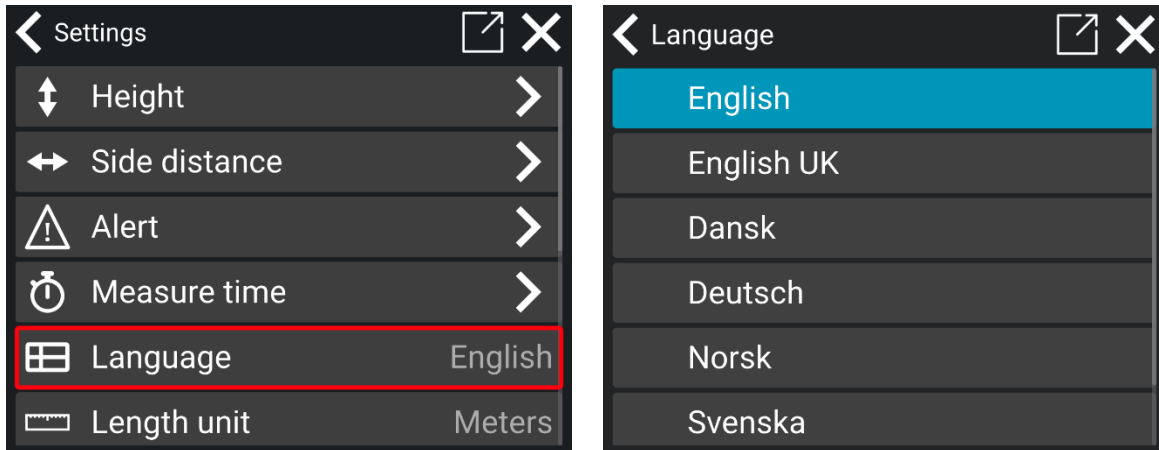 Settings
Height
Side distance
Alert
Measure time
Language English
Length unit Meters
Language
English
English UK
Dansk
Deutsch
Norsk
Svenska